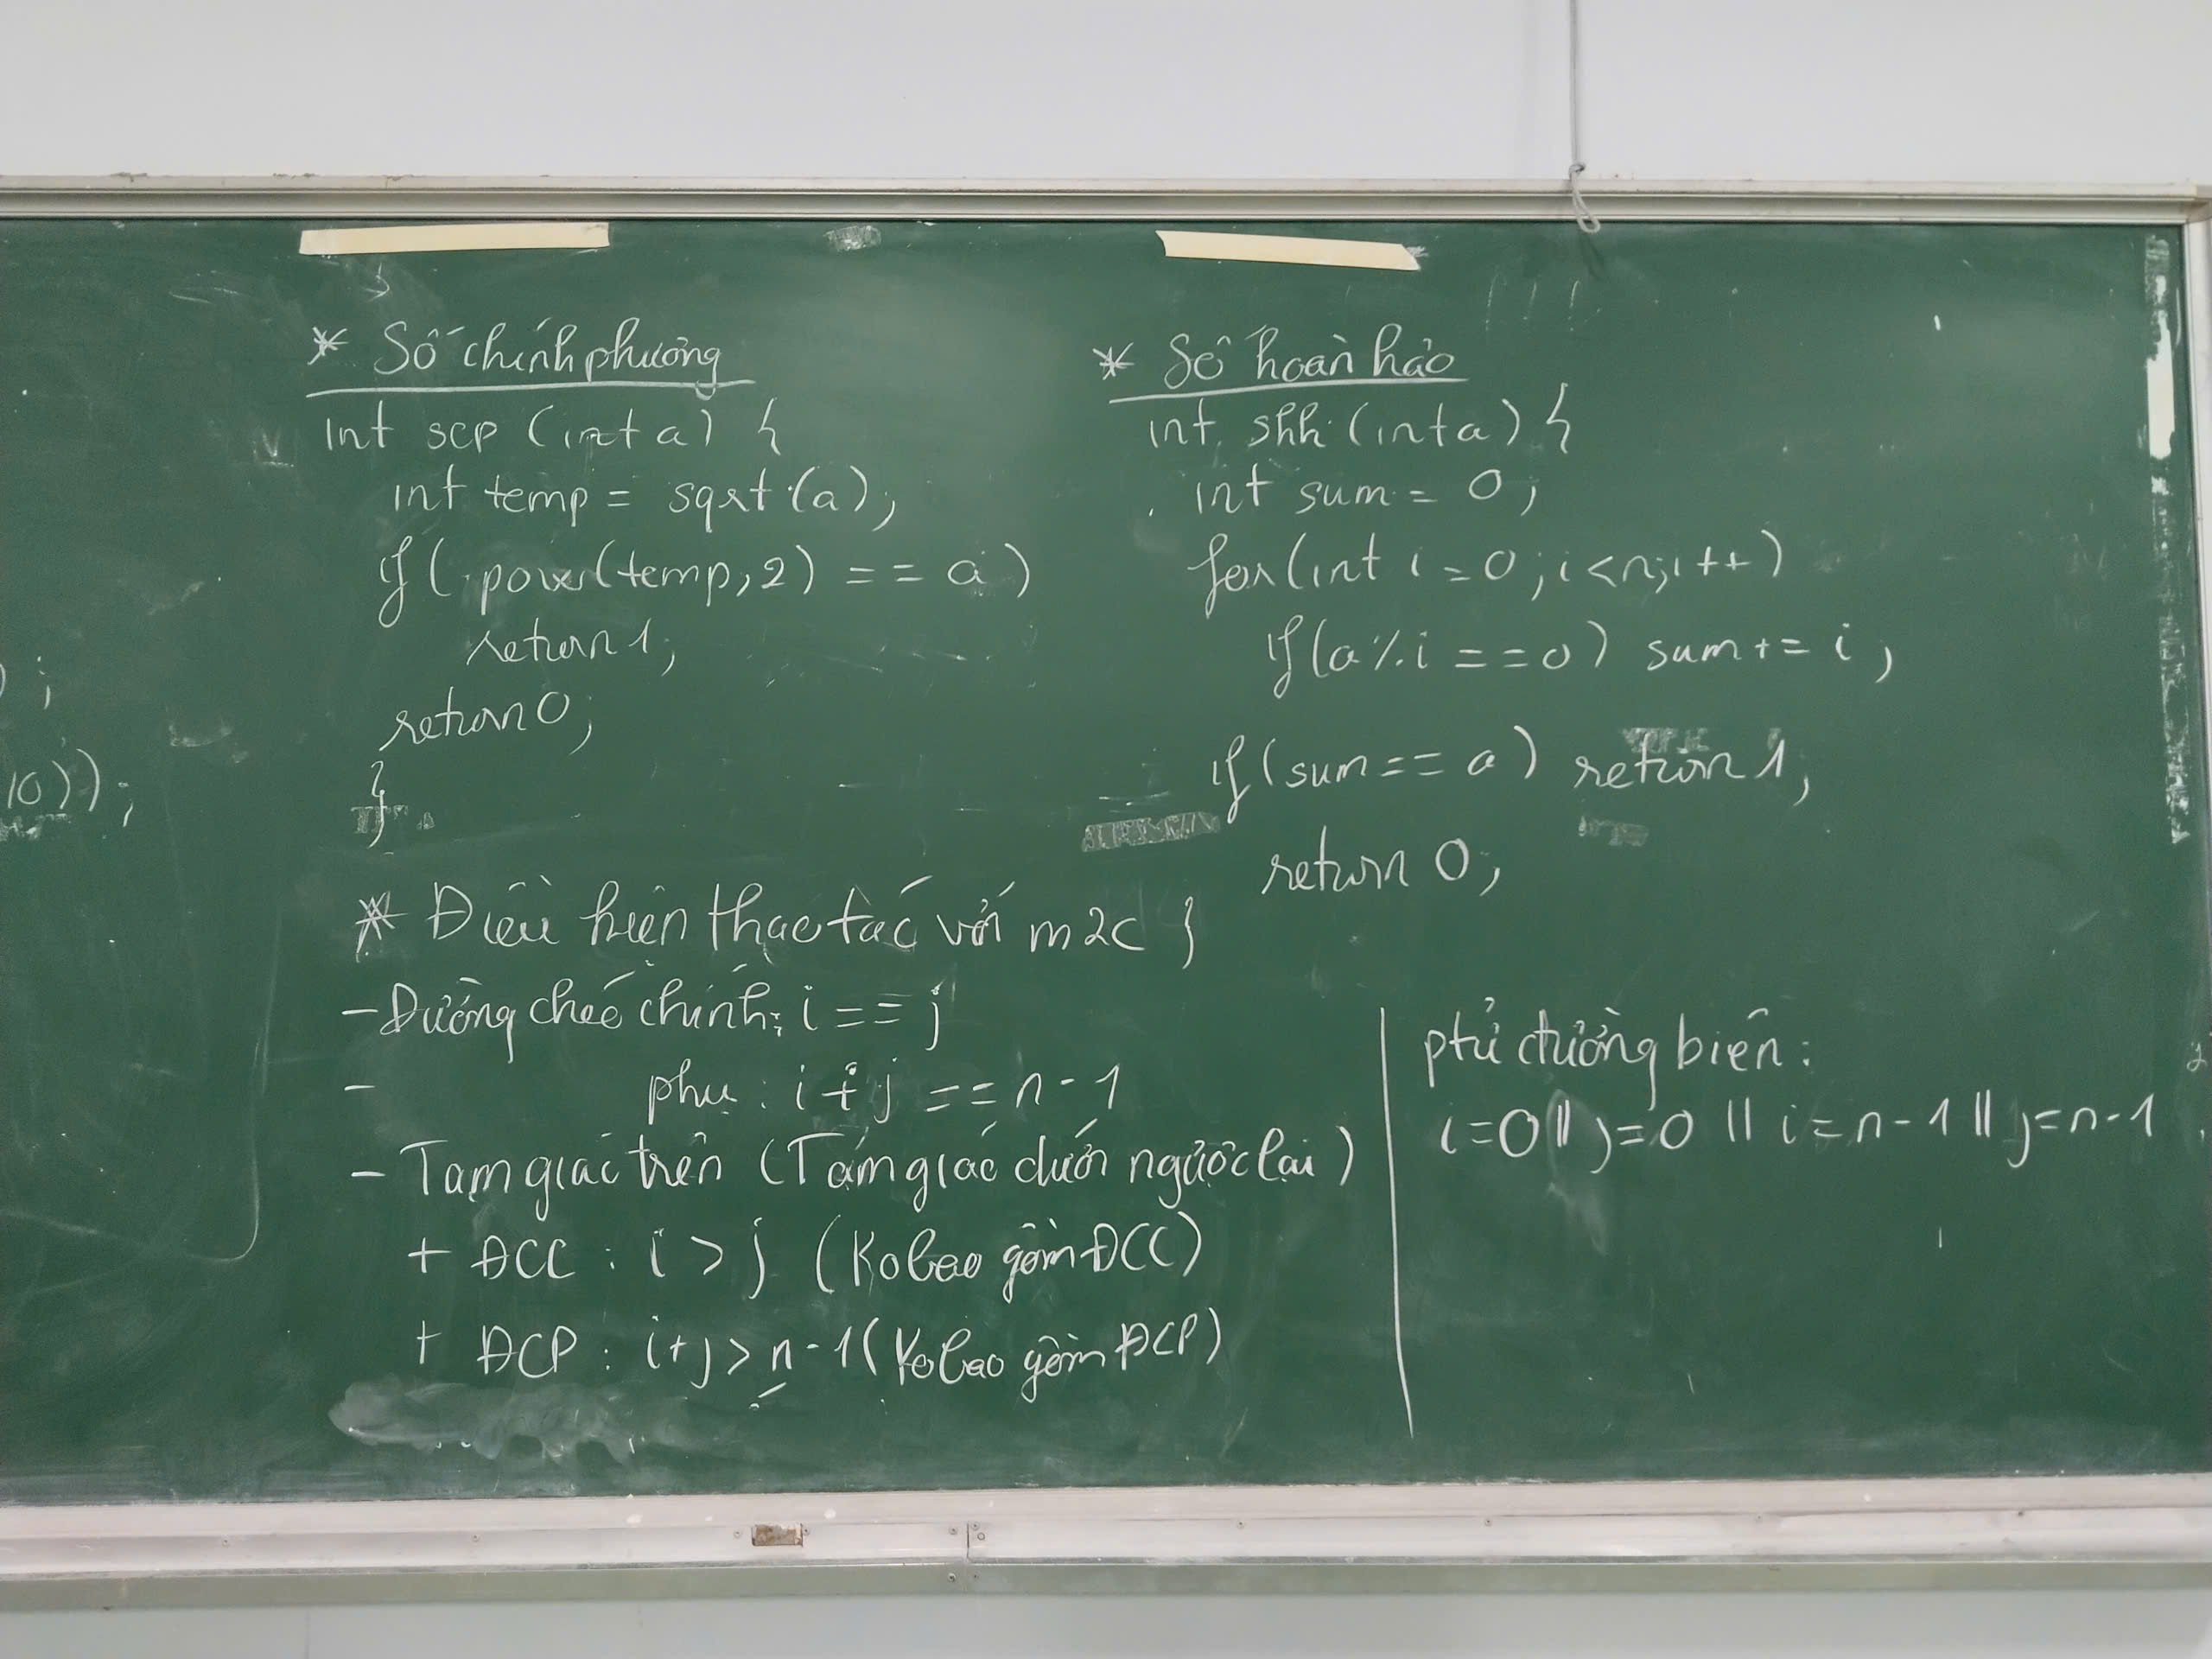 * Số chính phương
int scp (int a) {
int temp = sqrt (a);
if ( pow(temp, 2) == a )
return 1;
return 0;
}
* Số hoàn hảo
int shh (int a) {
int sum = 0;
for (int i = 0; i < n; i ++)
if (a % i == 0) sum += i;
if (sum == a) return 1;
return 0;
}
* Điều kiện thao tác với m2c
- Đường chéo chính: i == j
- phụ: i + j == n - 1
- Tam giác trên (Tam giác dưới ngược lại)
+ ĐCC : i > j (Ko bao gồm ĐCC)
+ ĐCP : i+j > n - 1 (Ko bao gồm ĐCP)
ptử đường biên:
i=0 || j=0 || i=n-1 || j=n-1
;
10));